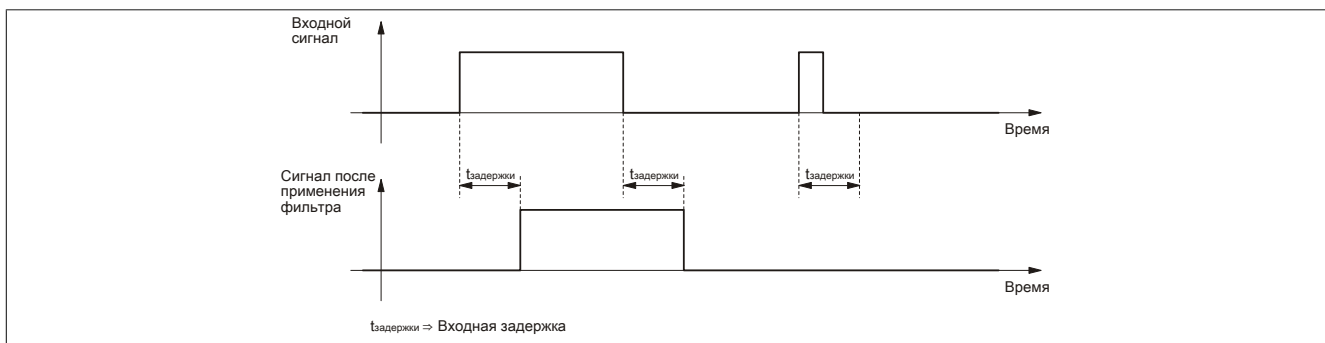 Входной
сигнал
Время
Сигнал после
применения
фильтра
tзадержки
tзадержки
tзадержки
Время
tзадержки ⇒ Входная задержка